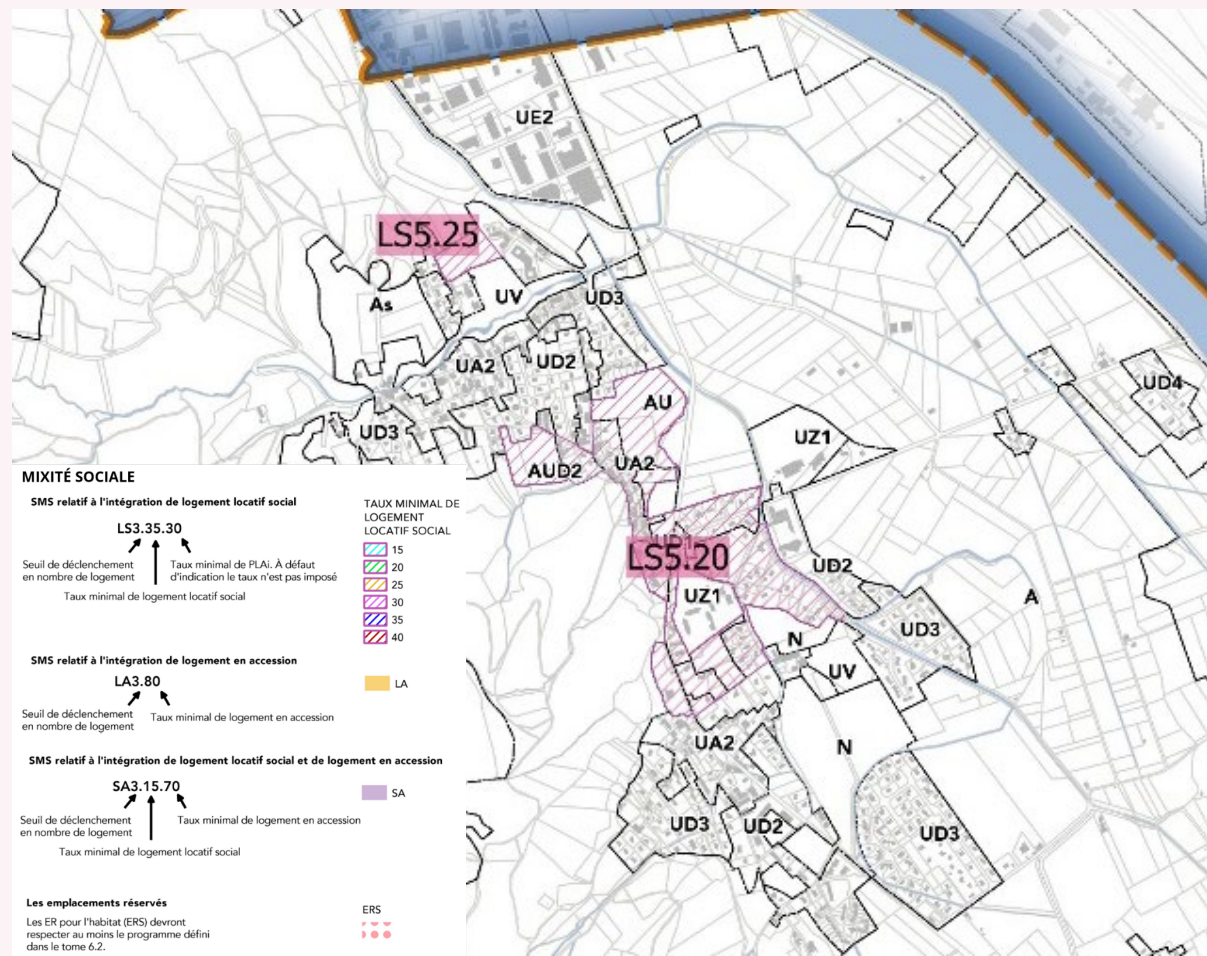 UE2
LS5.25
As
UV
UD3
UA2
UD2
UD4
AU
UD3
UZ1
AUD2
UA2
UD1
LS5.20
UD2
UZ1
A
UD3
N
UV
UA2
N
UD3
UD2
UD3
MIXITÉ SOCIALE
SMS relatif à l'intégration de logement locatif social
LS3.35.30
Seuil de déclenchement
en nombre de logement
Taux minimal de PLAi. À défaut
d'indication le taux n'est pas imposé
Taux minimal de logement locatif social
TAUX MINIMAL DE
LOGEMENT
LOCATIF SOCIAL
15
20
25
30
35
40
SMS relatif à l'intégration de logement en accession
LA3.80
Seuil de déclenchement
en nombre de logement
Taux minimal de logement en accession
LA
SMS relatif à l'intégration de logement locatif social et de logement en accession
SA3.15.70
Seuil de déclenchement
en nombre de logement
Taux minimal de logement en accession
Taux minimal de logement locatif social
SA
Les emplacements réservés
Les ER pour l'habitat (ERS) devront
respecter au moins le programme défini
dans le tome 6.2.
ERS